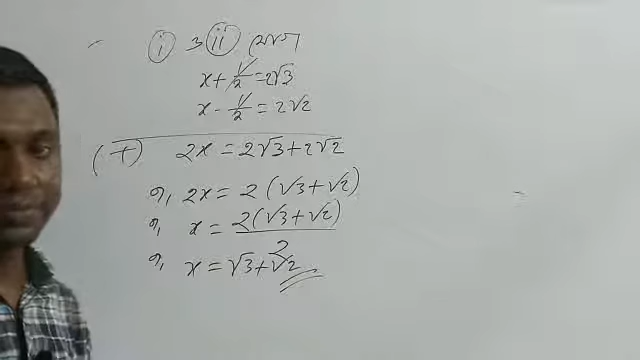 (i) ও (ii) যোগ
x + 1/x = 2√3
x - 1/x = 2√2
(+) 2x = 2√3 + 2√2
বা, 2x = 2 (√3 + √2)
বা, x = 2(√3 + √2) / 2
বা, x = √3 + √2